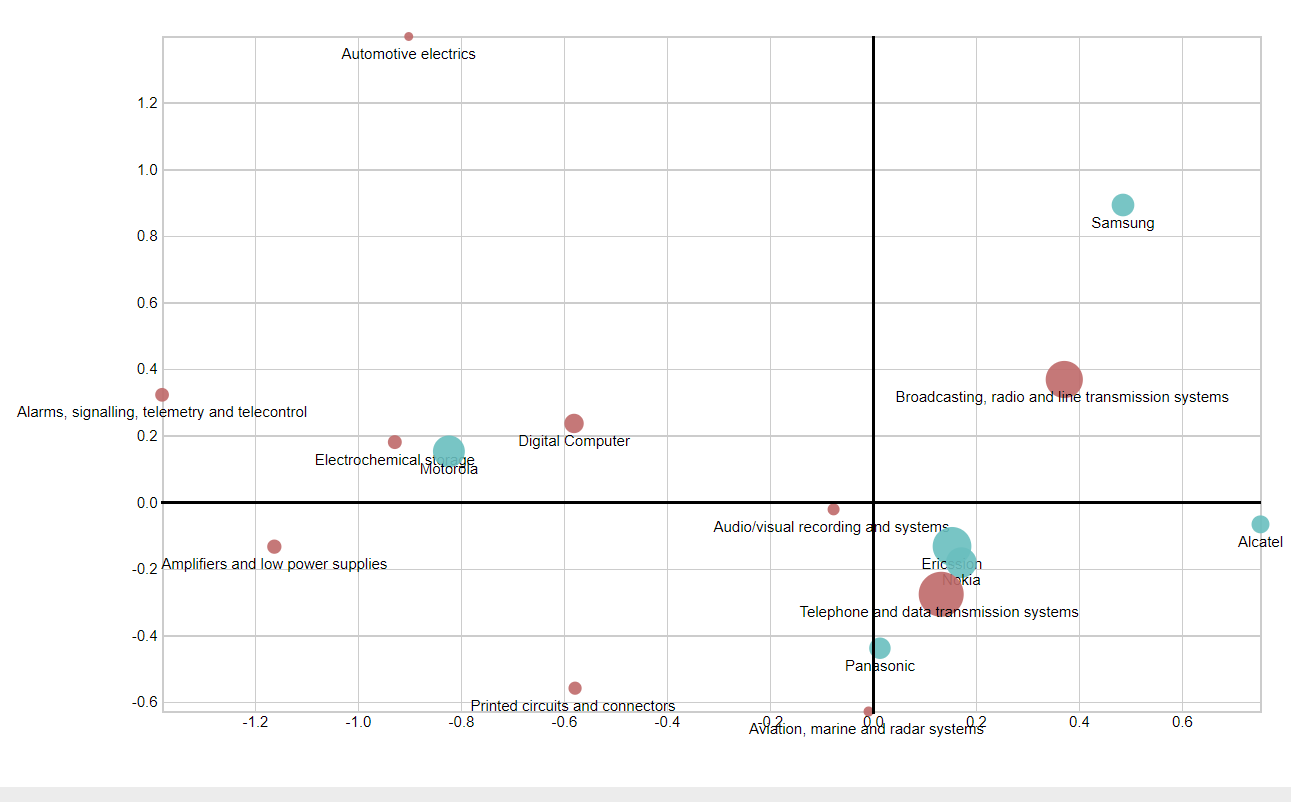 Automotive electrics
1.2
1.0
0.8
Samsung
0.6
0.4
Broadcasting, radio and line transmission systems
Alarms, signalling, telemetry and telecontrol
0.2
Digital Computer
Electrochemical storage
Motorola
0.0
Audio/visual recording and systems
Alcatel
Amplifiers and low power supplies
Ericssion
-0.2
Nokia
Telephone and data transmission systems
-0.4
Panasonic
-0.6
Printed circuits and connectors
-1.2 -1.0 -0.8 -0.6 -0.4 -0.2 0.0 0.2 0.4 0.6
Aviation, marine and radar systems